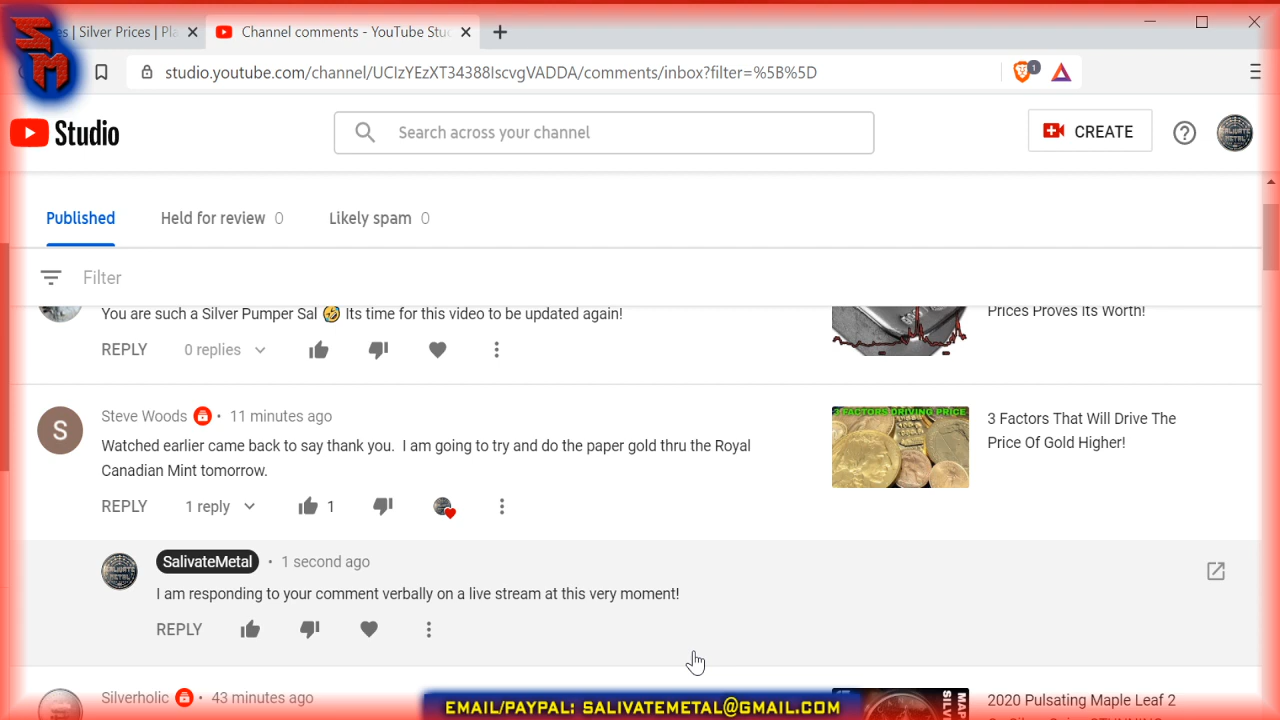 SM
es | Silver Prices | Pla
Channel comments - YouTube Stu
studio.youtube.com/channel/UCIzYEzXT34388IscvgVADDA/comments/inbox?filter=%5B%5D
1
Studio
Search across your channel
CREATE
Published
Held for review 0
Likely spam 0
Filter
You are such a Silver Pumper Sal 🤣 Its time for this video to be updated again!
Prices Proves Its Worth!
REPLY 0 replies
S
Steve Woods • 11 minutes ago
Watched earlier came back to say thank you. I am going to try and do the paper gold thru the Royal
Canadian Mint tomorrow.
3 FACTORS DRIVING PRICE
3 Factors That Will Drive The
Price Of Gold Higher!
REPLY 1 reply 1
SalivateMetal • 1 second ago
I am responding to your comment verbally on a live stream at this very moment!
REPLY
Silverholic • 43 minutes ago
2020 Pulsating Maple Leaf 2
EMAIL/PAYPAL: SALIVATEMETAL@GMAIL.COM